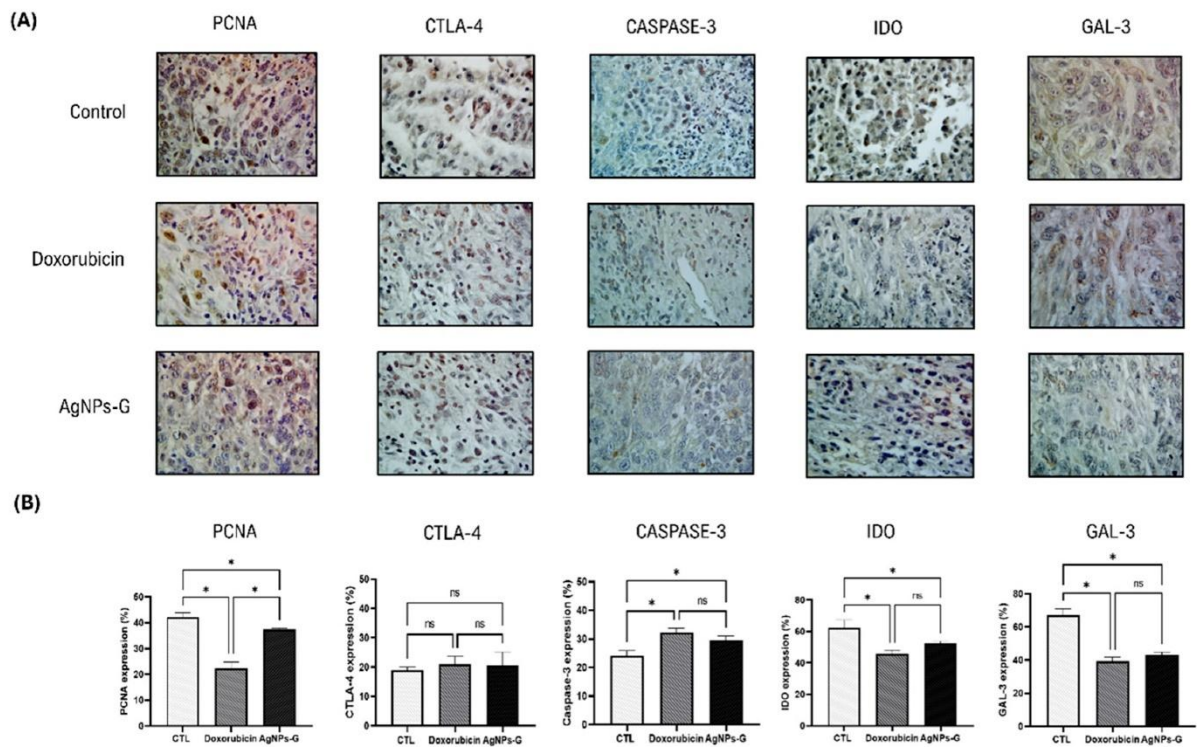 (A)
PCNA
CTLA-4
CASPASE-3
IDO
GAL-3
Control
Doxorubicin
AgNPs-G
(B)
PCNA
CTLA-4
CASPASE-3
IDO
GAL-3
PCNA expression (%)
50
40
30
20
10
0
*
*
*
CTL Doxorubicin AgNPs-G
CTLA-4 expression (%)
50
40
30
20
10
0
ns
ns
ns
CTL Doxorubicin AgNPs-G
Caspase-3 expression (%)
50
40
30
20
10
0
*
*
ns
CTL Doxorubicin AgNPs-G
IDO expression (%)
80
60
40
20
0
*
*
ns
CTL Doxorubicin AgNPs-G
GAL-3 expression (%)
80
60
40
20
0
*
*
ns
CTL Doxorubicin AgNPs-G